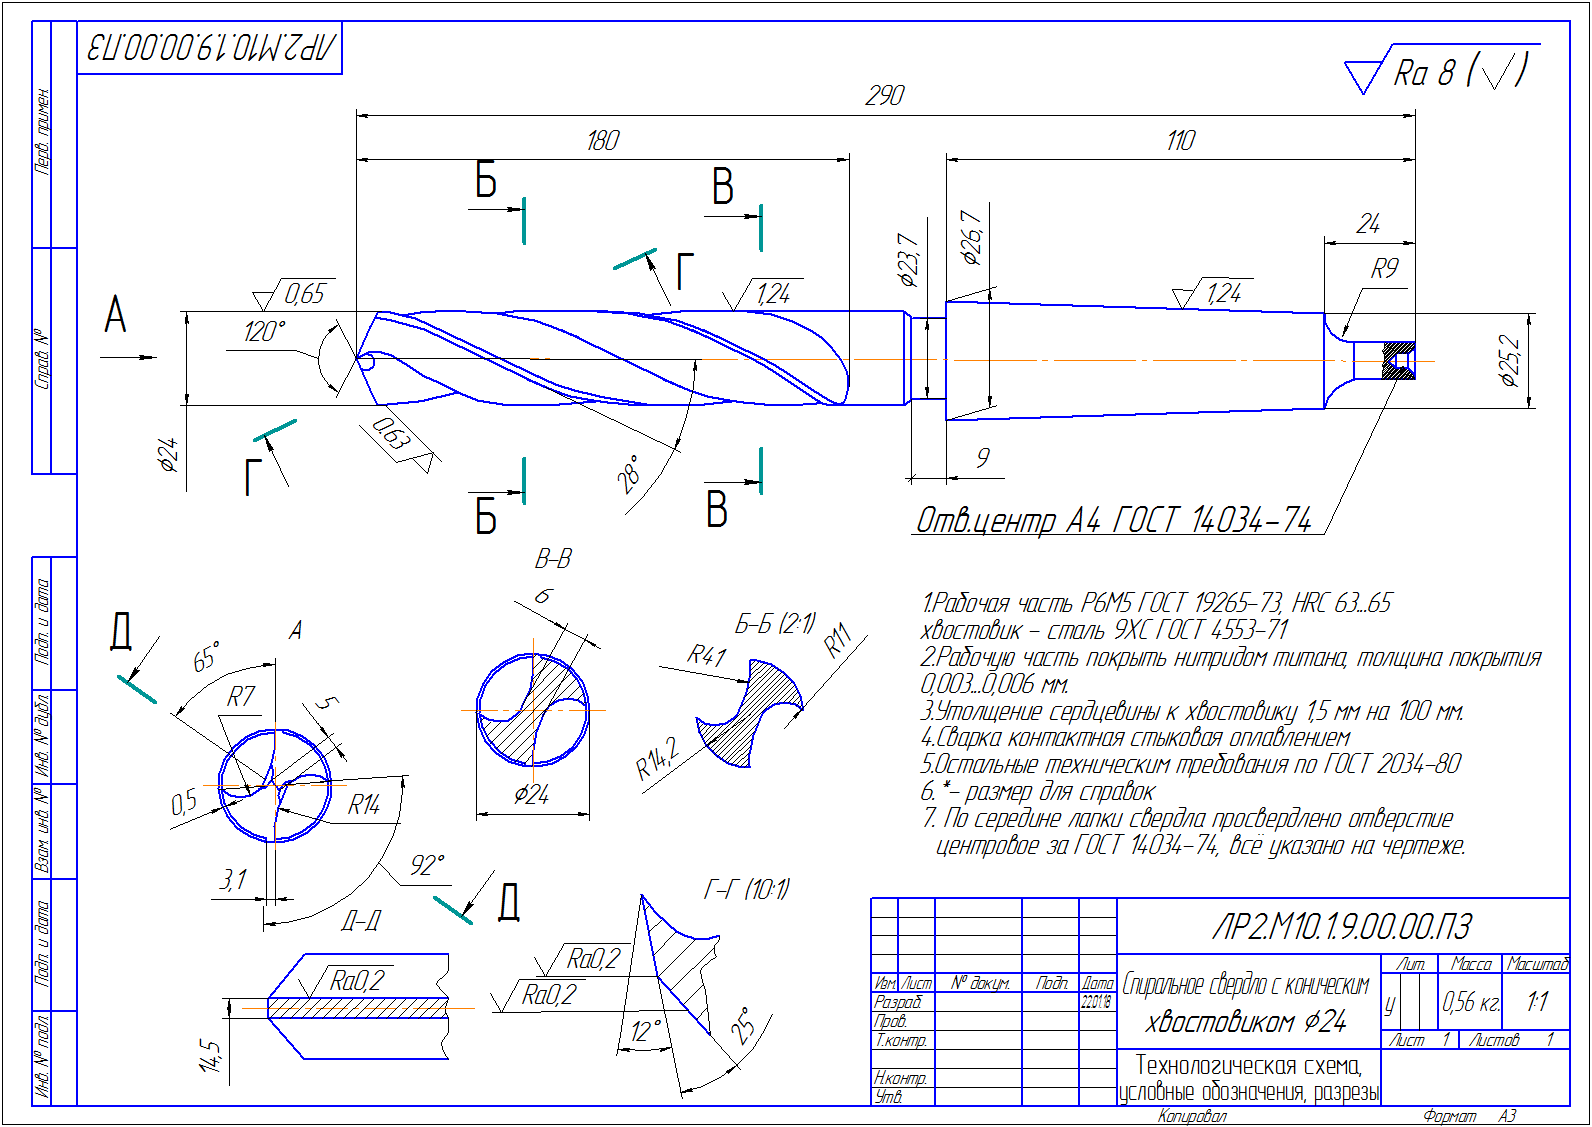 ЛР2.М10.1.9.00.00.ПЗ
Ra 8 (√)
Перв. примен.
Справ. №
Подп. и дата
Инв. № дубл.
Взам. инв. №
Подп. и дата
Инв. № подл.
290
180
110
Б
В
Г
24
R9
⌀23,7
⌀26,7
0,65
1,24
1,24
А
120°
⌀25,2
⌀24
0.63
28°
Г
Б
В
9
Отв.центр А4 ГОСТ 14034-74
В-В
6
⌀24
Б-Б (2:1)
R41
R11
R14,2
Д
А
65°
R7
5
0,5
R14
3,1
92°
Д
Д-Д
Ra0,2
14,5
Г-Г (10:1)
Ra0,2
Ra0,2
12°
25°
1.Рабочая часть Р6М5 ГОСТ 19265-73, HRC 63...65
хвостовик - сталь 9ХС ГОСТ 4553-71
2.Рабочую часть покрыть нитридом титана, толщина покрытия
0,003...0,006 мм.
3.Утолщение сердцевины к хвостовику 1,5 мм на 100 мм.
4.Сварка контактная стыковая оплавлением
5.Остальные техническим требования по ГОСТ 2034-80
6. *- размер для справок
7. По середине лапки свердла просвердлено отверстие
центровое за ГОСТ 14034-74, всё указано на чертеже.
ЛР2.М10.1.9.00.00.ПЗ
Изм. Лист № докум. Подп. Дата
Разраб. 22.01.18
Пров.
Т.контр.
Н.контр.
Утв.
Спиральное свердло с коническим
хвостовиком ⌀24
Лит. Масса Масштаб
у 0,56 кг. 1:1
Лист 1 Листов 1
Технологическая схема,
условные обозначения, разрезы
Копировал Формат А3